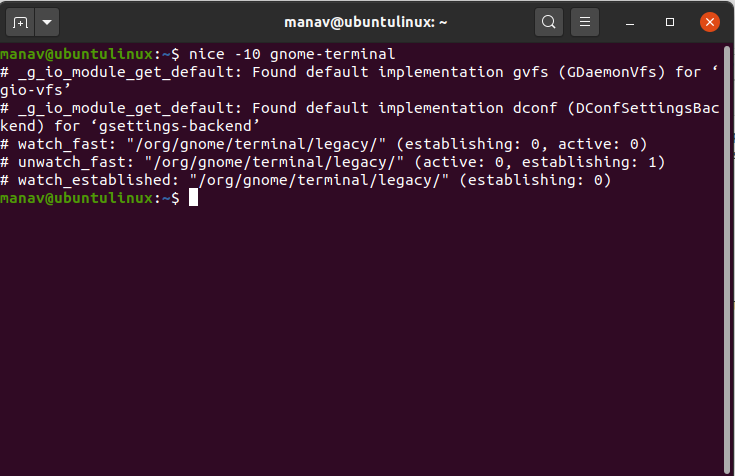 manav@ubuntulinux: ~
manav@ubuntulinux:~$ nice -10 gnome-terminal
# _g_io_module_get_default: Found default implementation gvfs (GDaemonVfs) for ‘
gio-vfs’
# _g_io_module_get_default: Found default implementation dconf (DConfSettingsBac
kend) for ‘gsettings-backend’
# watch_fast: "/org/gnome/terminal/legacy/" (establishing: 0, active: 0)
# unwatch_fast: "/org/gnome/terminal/legacy/" (active: 0, establishing: 1)
# watch_established: "/org/gnome/terminal/legacy/" (establishing: 0)
manav@ubuntulinux:~$